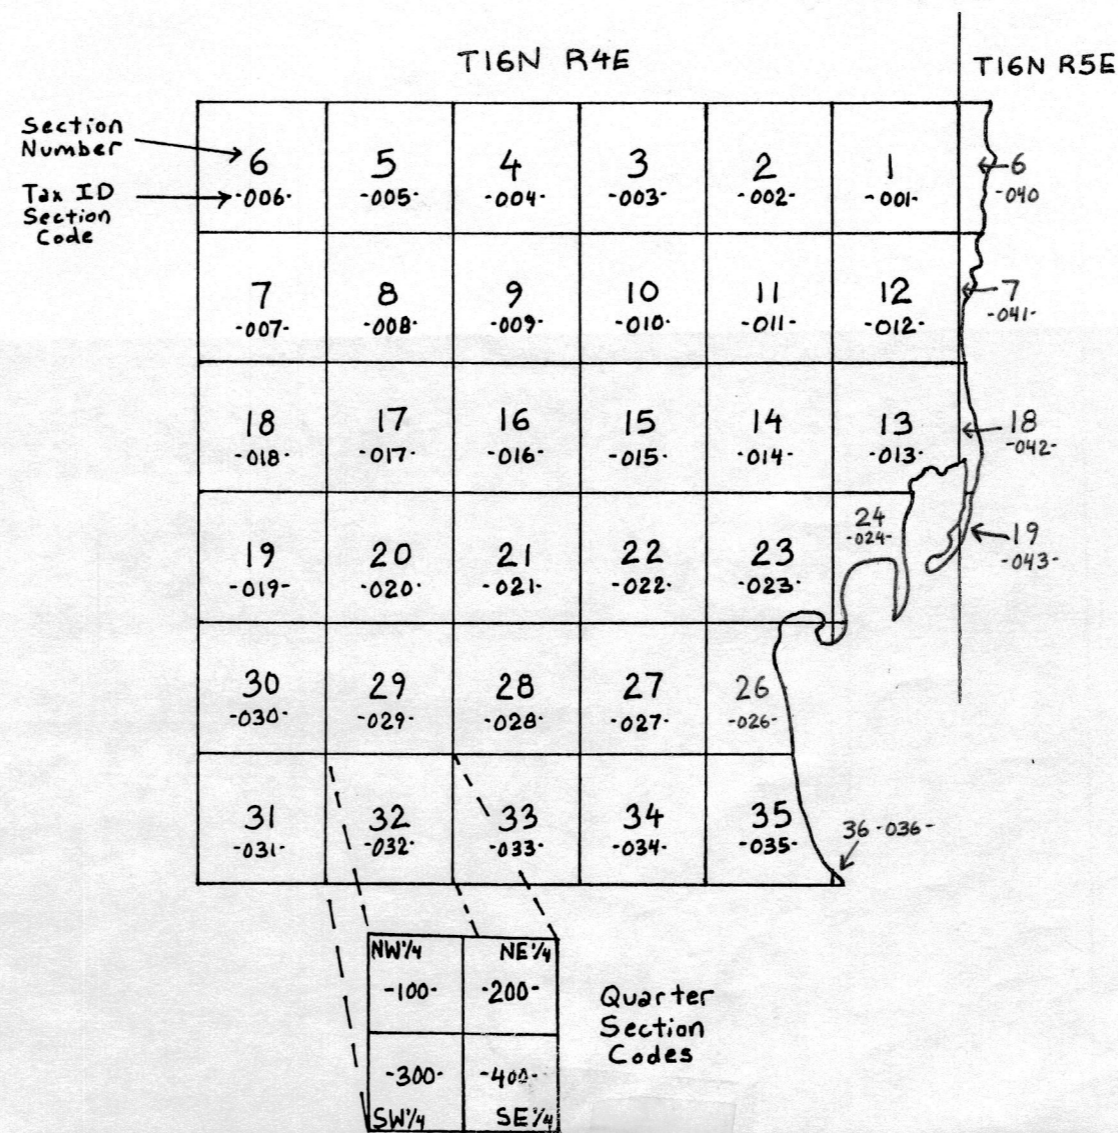 T16N R4E
T16N R5E
Section
Number
Tax ID
Section
Code
6 5 4 3 2 1 6
-006- -005- -004- -003- -002- -001- -040
7 8 9 10 11 12 7
-007- -008- -009- -010- -011- -012- -041-
18 17 16 15 14 13 18
-018- -017- -016- -015- -014- -013- -042-
19 20 21 22 23 24 19
-019- -020- -021- -022- -023- -024- -043-
30 29 28 27 26
-030- -029- -028- -027- -026-
31 32 33 34 35 36 -036-
-031- -032- -033- -034- -035-
NW¼ NE¼
-100- -200-
-300- -400-
SW¼ SE¼
Quarter
Section
Codes